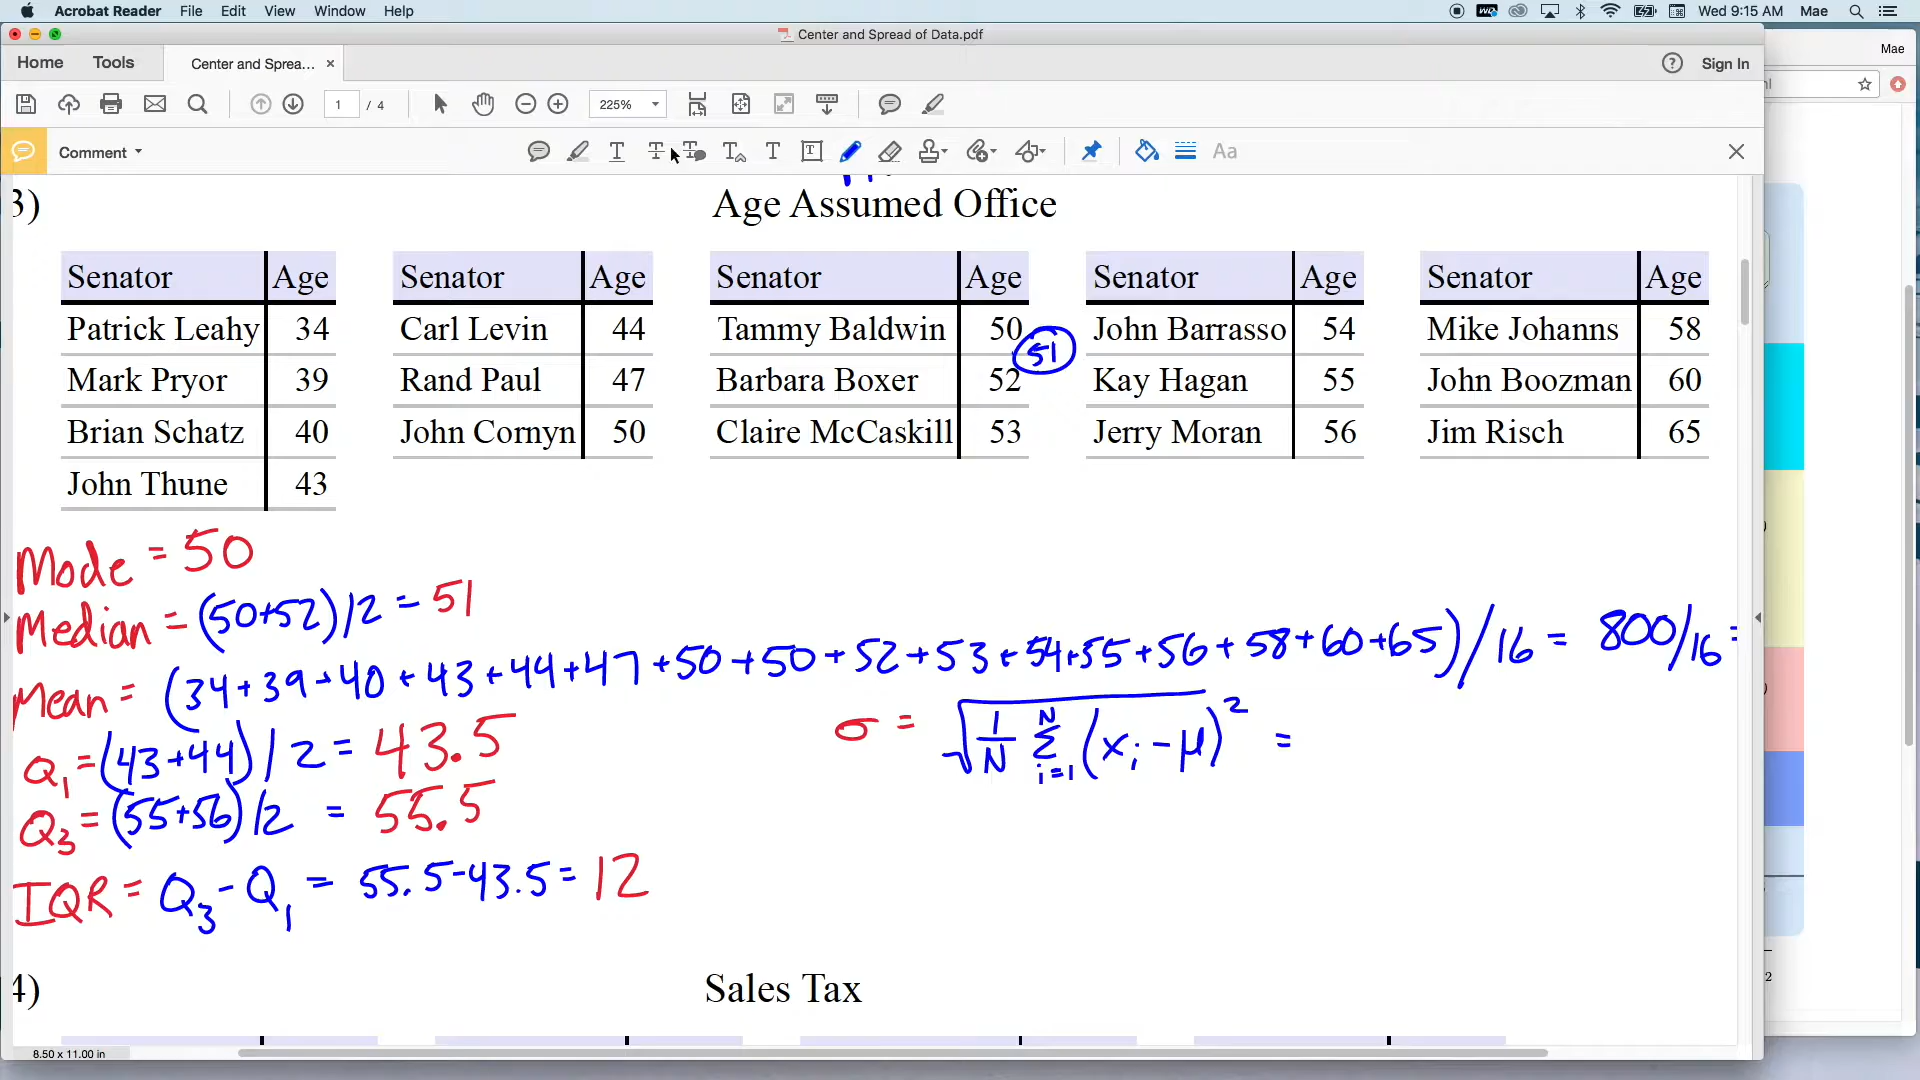 Acrobat Reader File Edit View Window Help Wed 9:15 AM Mae
Center and Spread of Data.pdf
Mae
Home Tools Center and Sprea... × Sign In
1 / 4 225%
Comment Aa
3) Age Assumed Office
Senator Age Senator Age Senator Age Senator Age Senator Age
Patrick Leahy 34 Carl Levin 44 Tammy Baldwin 50 John Barrasso 54 Mike Johanns 58
51
Mark Pryor 39 Rand Paul 47 Barbara Boxer 52 Kay Hagan 55 John Boozman 60
Brian Schatz 40 John Cornyn 50 Claire McCaskill 53 Jerry Moran 56 Jim Risch 65
John Thune 43
Mode = 50
Median = (50+52)/2 = 51
Mean = (34+39+40+43+44+47+50+50+52+53+54+55+56+58+60+65)/16 = 800/16 =
Q1 = (43+44)/2 = 43.5
σ = √1/N N Σ i=1 (xi - μ)² =
Q3 = (55+56)/2 = 55.5
IQR = Q3 - Q1 = 55.5-43.5 = 12
4) Sales Tax
8.50 x 11.00 in
2